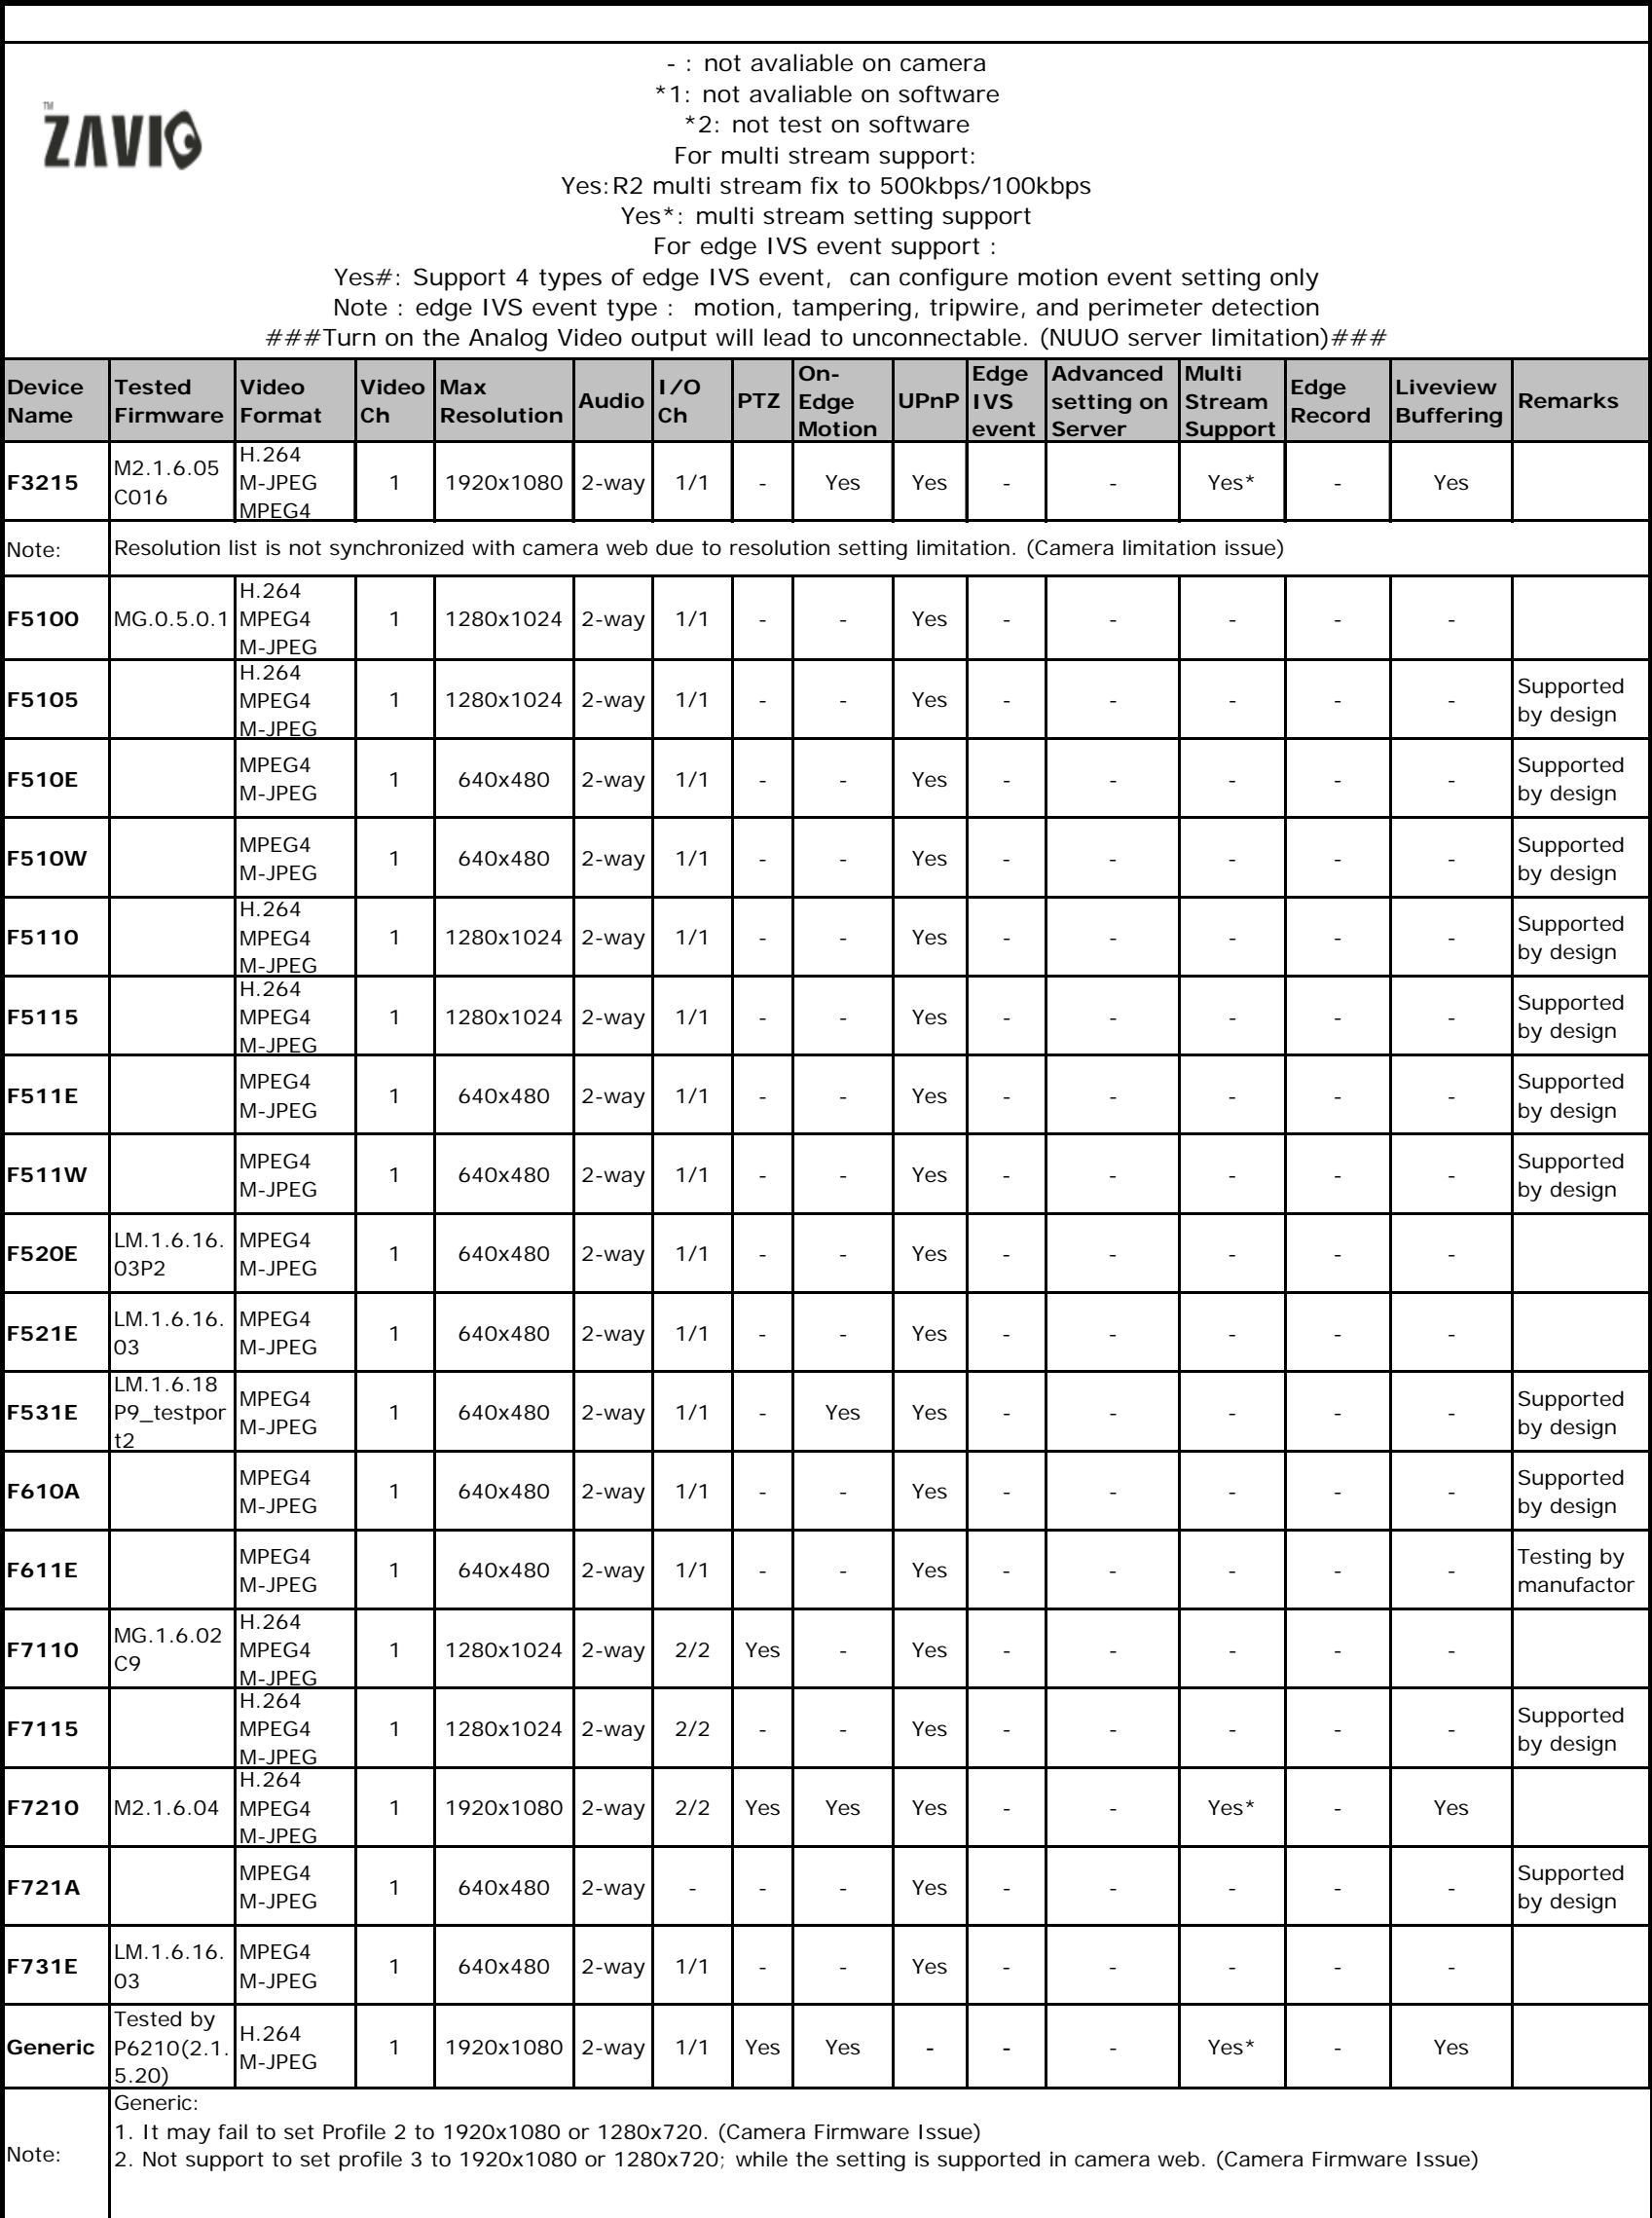 TM
ZAVIO
- : not avaliable on camera
*1: not avaliable on software
*2: not test on software
For multi stream support:
Yes:R2 multi stream fix to 500kbps/100kbps
Yes*: multi stream setting support
For edge IVS event support :
Yes#: Support 4 types of edge IVS event, can configure motion event setting only
Note : edge IVS event type : motion, tampering, tripwire, and perimeter detection
###Turn on the Analog Video output will lead to unconnectable. (NUUO server limitation)###
Device Name | Tested Firmware | Video Format | Video Ch | Max Resolution | Audio | I/O Ch | PTZ | On-Edge Motion | UPnP | Edge IVS event | Advanced setting on Server | Multi Stream Support | Edge Record | Liveview Buffering | Remarks
F3215 | M2.1.6.05 C016 | H.264 M-JPEG MPEG4 | 1 | 1920x1080 | 2-way | 1/1 | - | Yes | Yes | - | - | Yes* | - | Yes |
Note: Resolution list is not synchronized with camera web due to resolution setting limitation. (Camera limitation issue)
F5100 | MG.0.5.0.1 | H.264 MPEG4 M-JPEG | 1 | 1280x1024 | 2-way | 1/1 | - | - | Yes | - | - | - | - | - |
F5105 | | H.264 MPEG4 M-JPEG | 1 | 1280x1024 | 2-way | 1/1 | - | - | Yes | - | - | - | - | - | Supported by design
F510E | | MPEG4 M-JPEG | 1 | 640x480 | 2-way | 1/1 | - | - | Yes | - | - | - | - | - | Supported by design
F510W | | MPEG4 M-JPEG | 1 | 640x480 | 2-way | 1/1 | - | - | Yes | - | - | - | - | - | Supported by design
F5110 | | H.264 MPEG4 M-JPEG | 1 | 1280x1024 | 2-way | 1/1 | - | - | Yes | - | - | - | - | - | Supported by design
F5115 | | H.264 MPEG4 M-JPEG | 1 | 1280x1024 | 2-way | 1/1 | - | - | Yes | - | - | - | - | - | Supported by design
F511E | | MPEG4 M-JPEG | 1 | 640x480 | 2-way | 1/1 | - | - | Yes | - | - | - | - | - | Supported by design
F511W | | MPEG4 M-JPEG | 1 | 640x480 | 2-way | 1/1 | - | - | Yes | - | - | - | - | - | Supported by design
F520E | LM.1.6.16.03P2 | MPEG4 M-JPEG | 1 | 640x480 | 2-way | 1/1 | - | - | Yes | - | - | - | - | - |
F521E | LM.1.6.16.03 | MPEG4 M-JPEG | 1 | 640x480 | 2-way | 1/1 | - | - | Yes | - | - | - | - | - |
F531E | LM.1.6.18 P9_testport2 | MPEG4 M-JPEG | 1 | 640x480 | 2-way | 1/1 | - | Yes | Yes | - | - | - | - | - | Supported by design
F610A | | MPEG4 M-JPEG | 1 | 640x480 | 2-way | 1/1 | - | - | Yes | - | - | - | - | - | Supported by design
F611E | | MPEG4 M-JPEG | 1 | 640x480 | 2-way | 1/1 | - | - | Yes | - | - | - | - | - | Testing by manufactor
F7110 | MG.1.6.02 C9 | H.264 MPEG4 M-JPEG | 1 | 1280x1024 | 2-way | 2/2 | Yes | - | Yes | - | - | - | - | - |
F7115 | | H.264 MPEG4 M-JPEG | 1 | 1280x1024 | 2-way | 2/2 | - | - | Yes | - | - | - | - | - | Supported by design
F7210 | M2.1.6.04 | H.264 MPEG4 M-JPEG | 1 | 1920x1080 | 2-way | 2/2 | Yes | Yes | Yes | - | - | Yes* | - | Yes |
F721A | | MPEG4 M-JPEG | 1 | 640x480 | 2-way | - | - | - | Yes | - | - | - | - | - | Supported by design
F731E | LM.1.6.16.03 | MPEG4 M-JPEG | 1 | 640x480 | 2-way | 1/1 | - | - | Yes | - | - | - | - | - |
Generic | Tested by P6210(2.1.5.20) | H.264 M-JPEG | 1 | 1920x1080 | 2-way | 1/1 | Yes | Yes | - | - | - | Yes* | - | Yes |
Note: Generic:
1. It may fail to set Profile 2 to 1920x1080 or 1280x720. (Camera Firmware Issue)
2. Not support to set profile 3 to 1920x1080 or 1280x720; while the setting is supported in camera web. (Camera Firmware Issue)